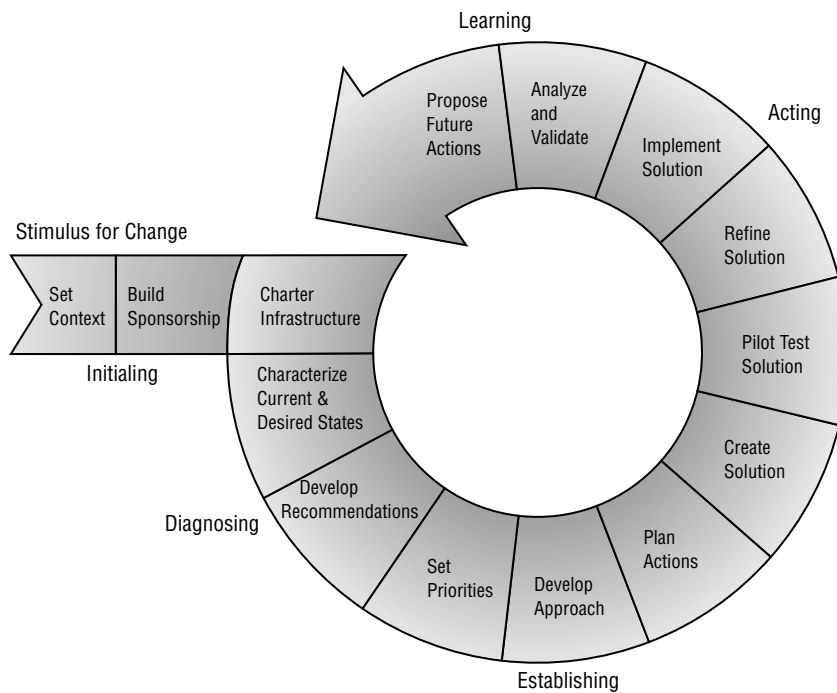 Learning
Propose
Future
Actions
Analyze
and
Validate
Implement
Solution
Acting
Refine
Solution
Pilot Test
Solution
Create
Solution
Plan
Actions
Develop
Approach
Establishing
Set
Priorities
Develop
Recommendations
Diagnosing
Characterize
Current &
Desired States
Stimulus for Change
Set
Context
Build
Sponsorship
Charter
Infrastructure
Initialing